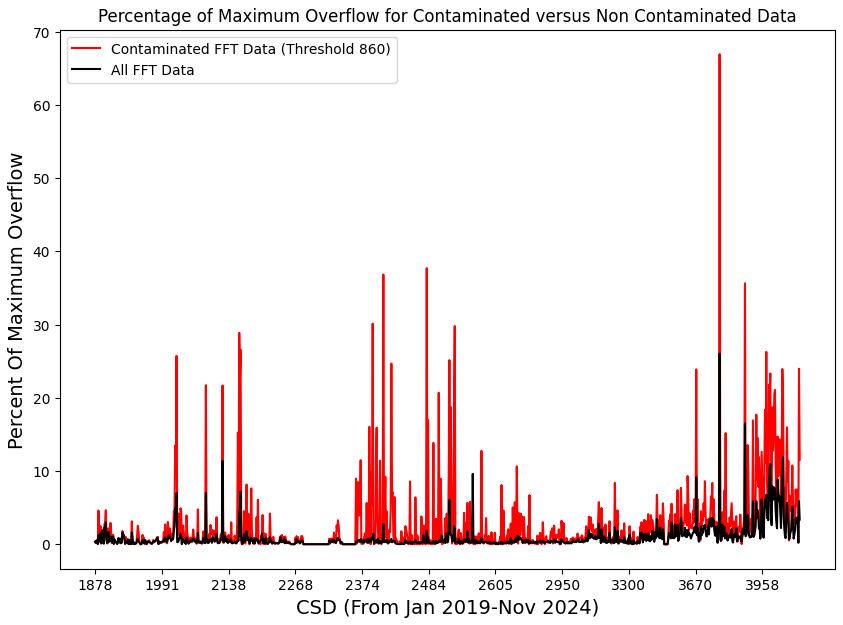 Percentage of Maximum Overflow for Contaminated versus Non Contaminated Data
Contaminated FFT Data (Threshold 860)
All FFT Data
Percent Of Maximum Overflow
70
60
50
40
30
20
10
0
1878 1991 2138 2268 2374 2484 2605 2950 3300 3670 3958
CSD (From Jan 2019-Nov 2024)